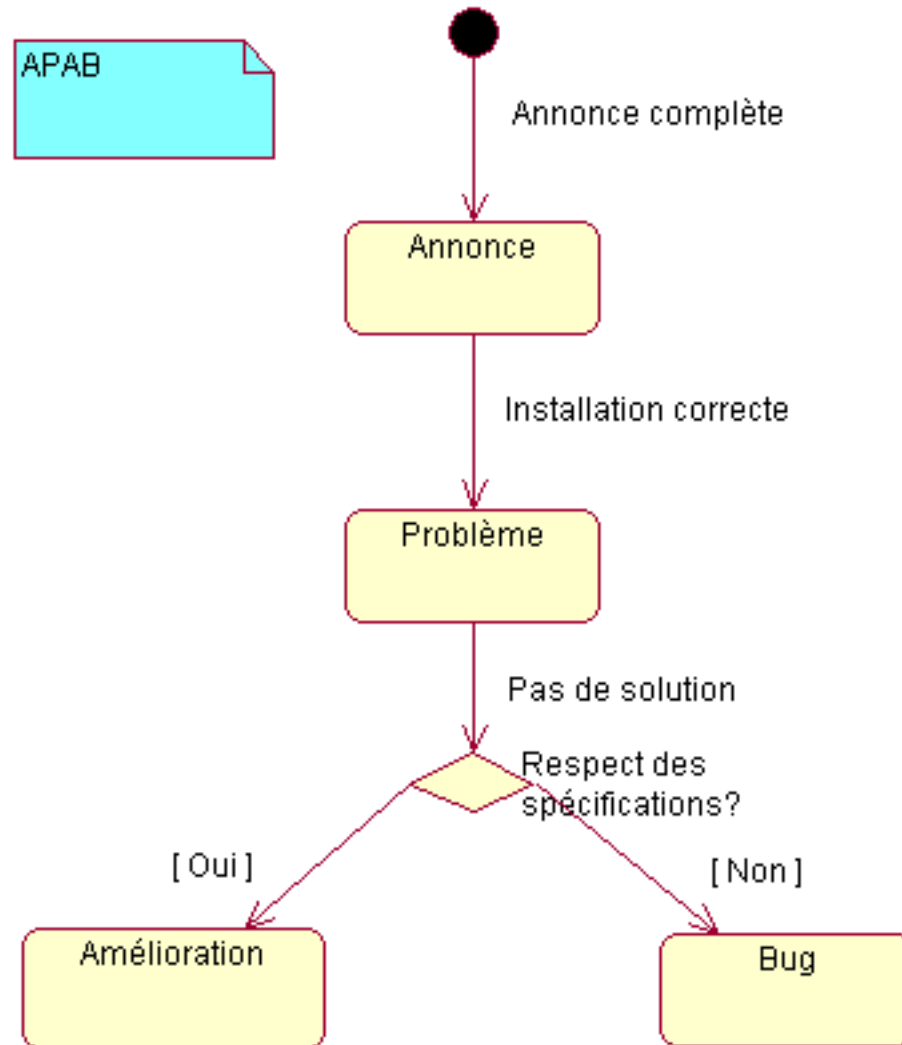 APAB
Annonce complète
Annonce
Installation correcte
Problème
Pas de solution
Respect des
spécifications?
[ Oui ]
[ Non ]
Amélioration
Bug